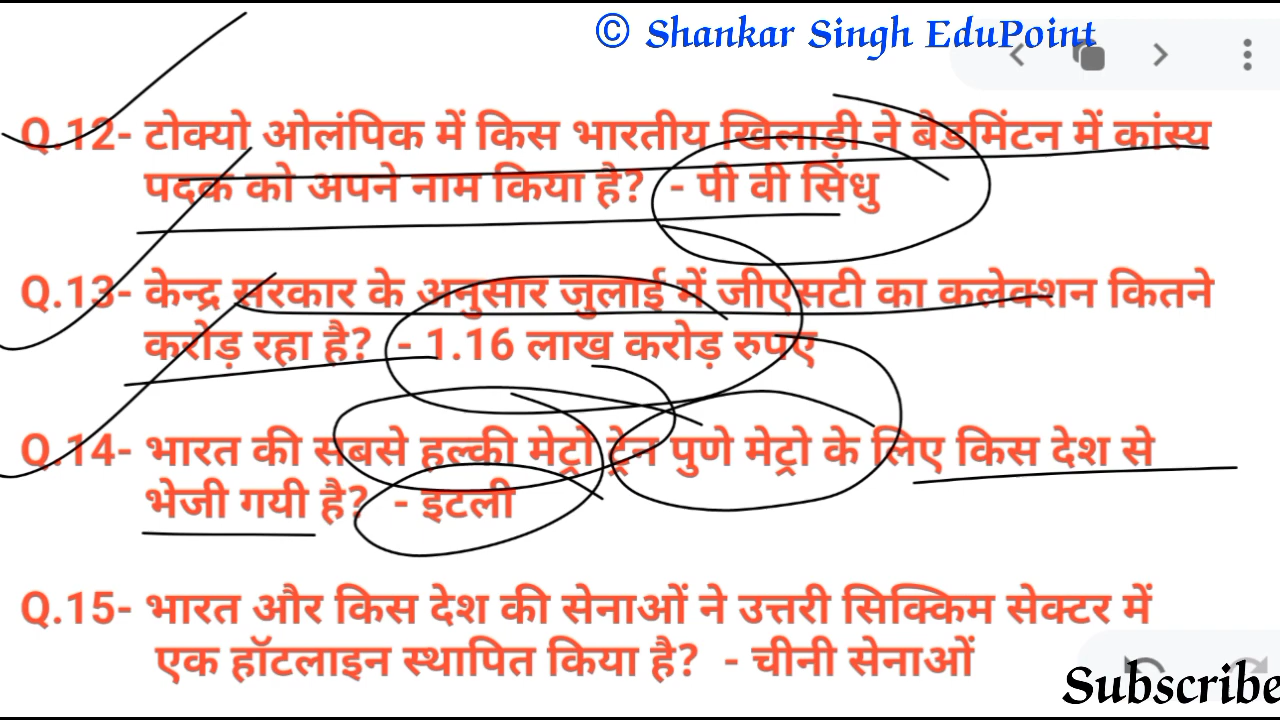 © Shankar Singh EduPoint
Q.12- टोक्यो ओलंपिक में किस भारतीय खिलाड़ी ने बेडमिंटन में कांस्य
पदक को अपने नाम किया है? - पी वी सिंधु
Q.13- केन्द्र सरकार के अनुसार जुलाई में जीएसटी का कलेक्शन कितने
करोड़ रहा है? - 1.16 लाख करोड़ रुपए
Q.14- भारत की सबसे हल्की मेट्रो ट्रेन पुणे मेट्रो के लिए किस देश से
भेजी गयी है? - इटली
Q.15- भारत और किस देश की सेनाओं ने उत्तरी सिक्किम सेक्टर में
एक हॉटलाइन स्थापित किया है? - चीनी सेनाओं
Subscribe